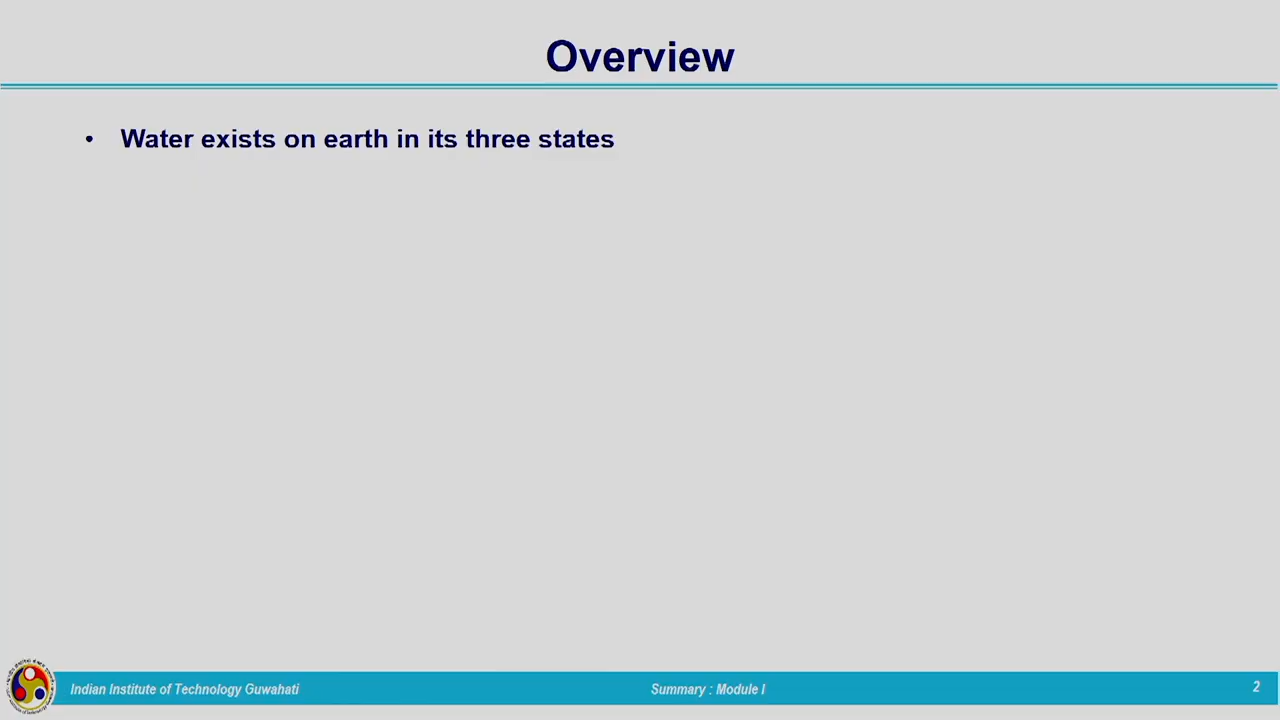 Overview
• Water exists on earth in its three states
Indian Institute of Technology Guwahati
Summary : Module I
2